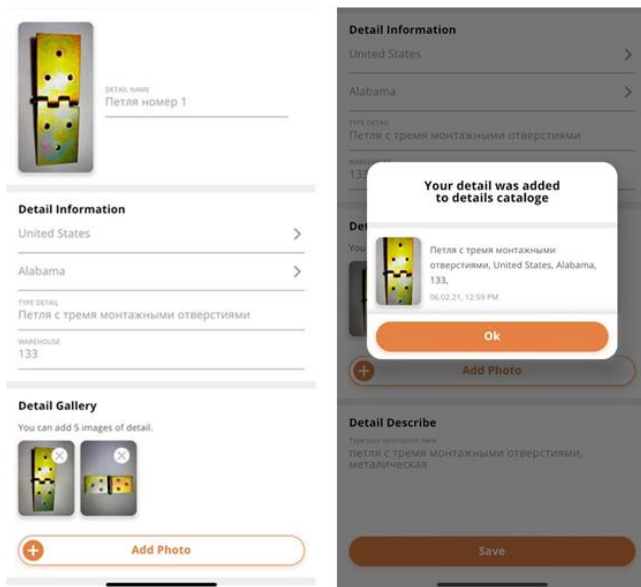 DETAIL NAME
Петля номер 1
Detail Information
United States
Alabama
TYPE DETAIL
Петля с тремя монтажными отверстиями
WAREHOUSE
133
Detail Gallery
You can add 5 images of detail.
Add Photo
Detail Information
United States
Alabama
TYPE DETAIL
Петля с тремя монтажными отверстиями
Your detail was added
to details cataloge
Петля с тремя монтажными
отверстиями, United States, Alabama,
133,
06.02.21, 12:59 PM
Ok
Add Photo
Detail Describe
Type your description here
петля с тремя монтажными отверстиями,
металическая
Save